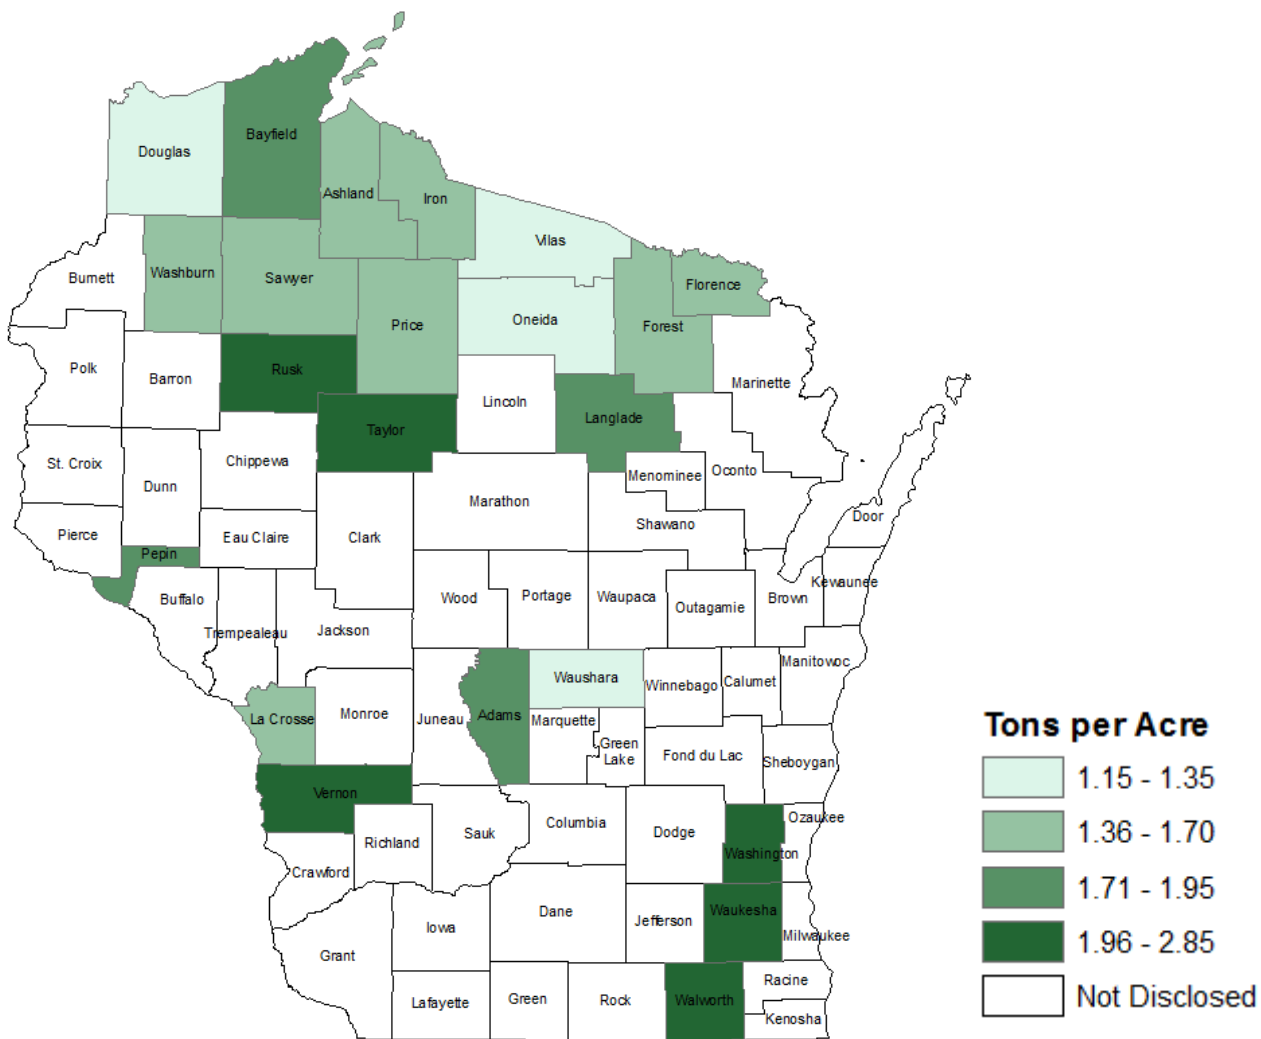 Bayfield
Douglas
Ashland
Iron
Vilas
Washburn
Burnett
Sawyer
Florence
Oneida
Price
Forest
Polk
Rusk
Barron
Marinette
Lincoln
Langlade
Taylor
St. Croix
Chippewa
Oconto
Menominee
Dunn
Marathon
Door
Shawano
Pierce
Eau Claire
Clark
Pepin
Kewaunee
Buffalo
Wood
Portage
Waupaca
Brown
Outagamie
Trempealeau
Jackson
Manitowoc
Waushara
Calumet
Winnebago
La Crosse
Monroe
Juneau
Adams
Marquette
Green
Lake
Fond du Lac
Sheboygan
Vernon
Ozaukee
Columbia
Dodge
Sauk
Richland
Washington
Crawford
Dane
Waukesha
Jefferson
Iowa
Milwaukee
Grant
Racine
Lafayette
Green
Rock
Walworth
Kenosha
Tons per Acre
1.15 - 1.35
1.36 - 1.70
1.71 - 1.95
1.96 - 2.85
Not Disclosed